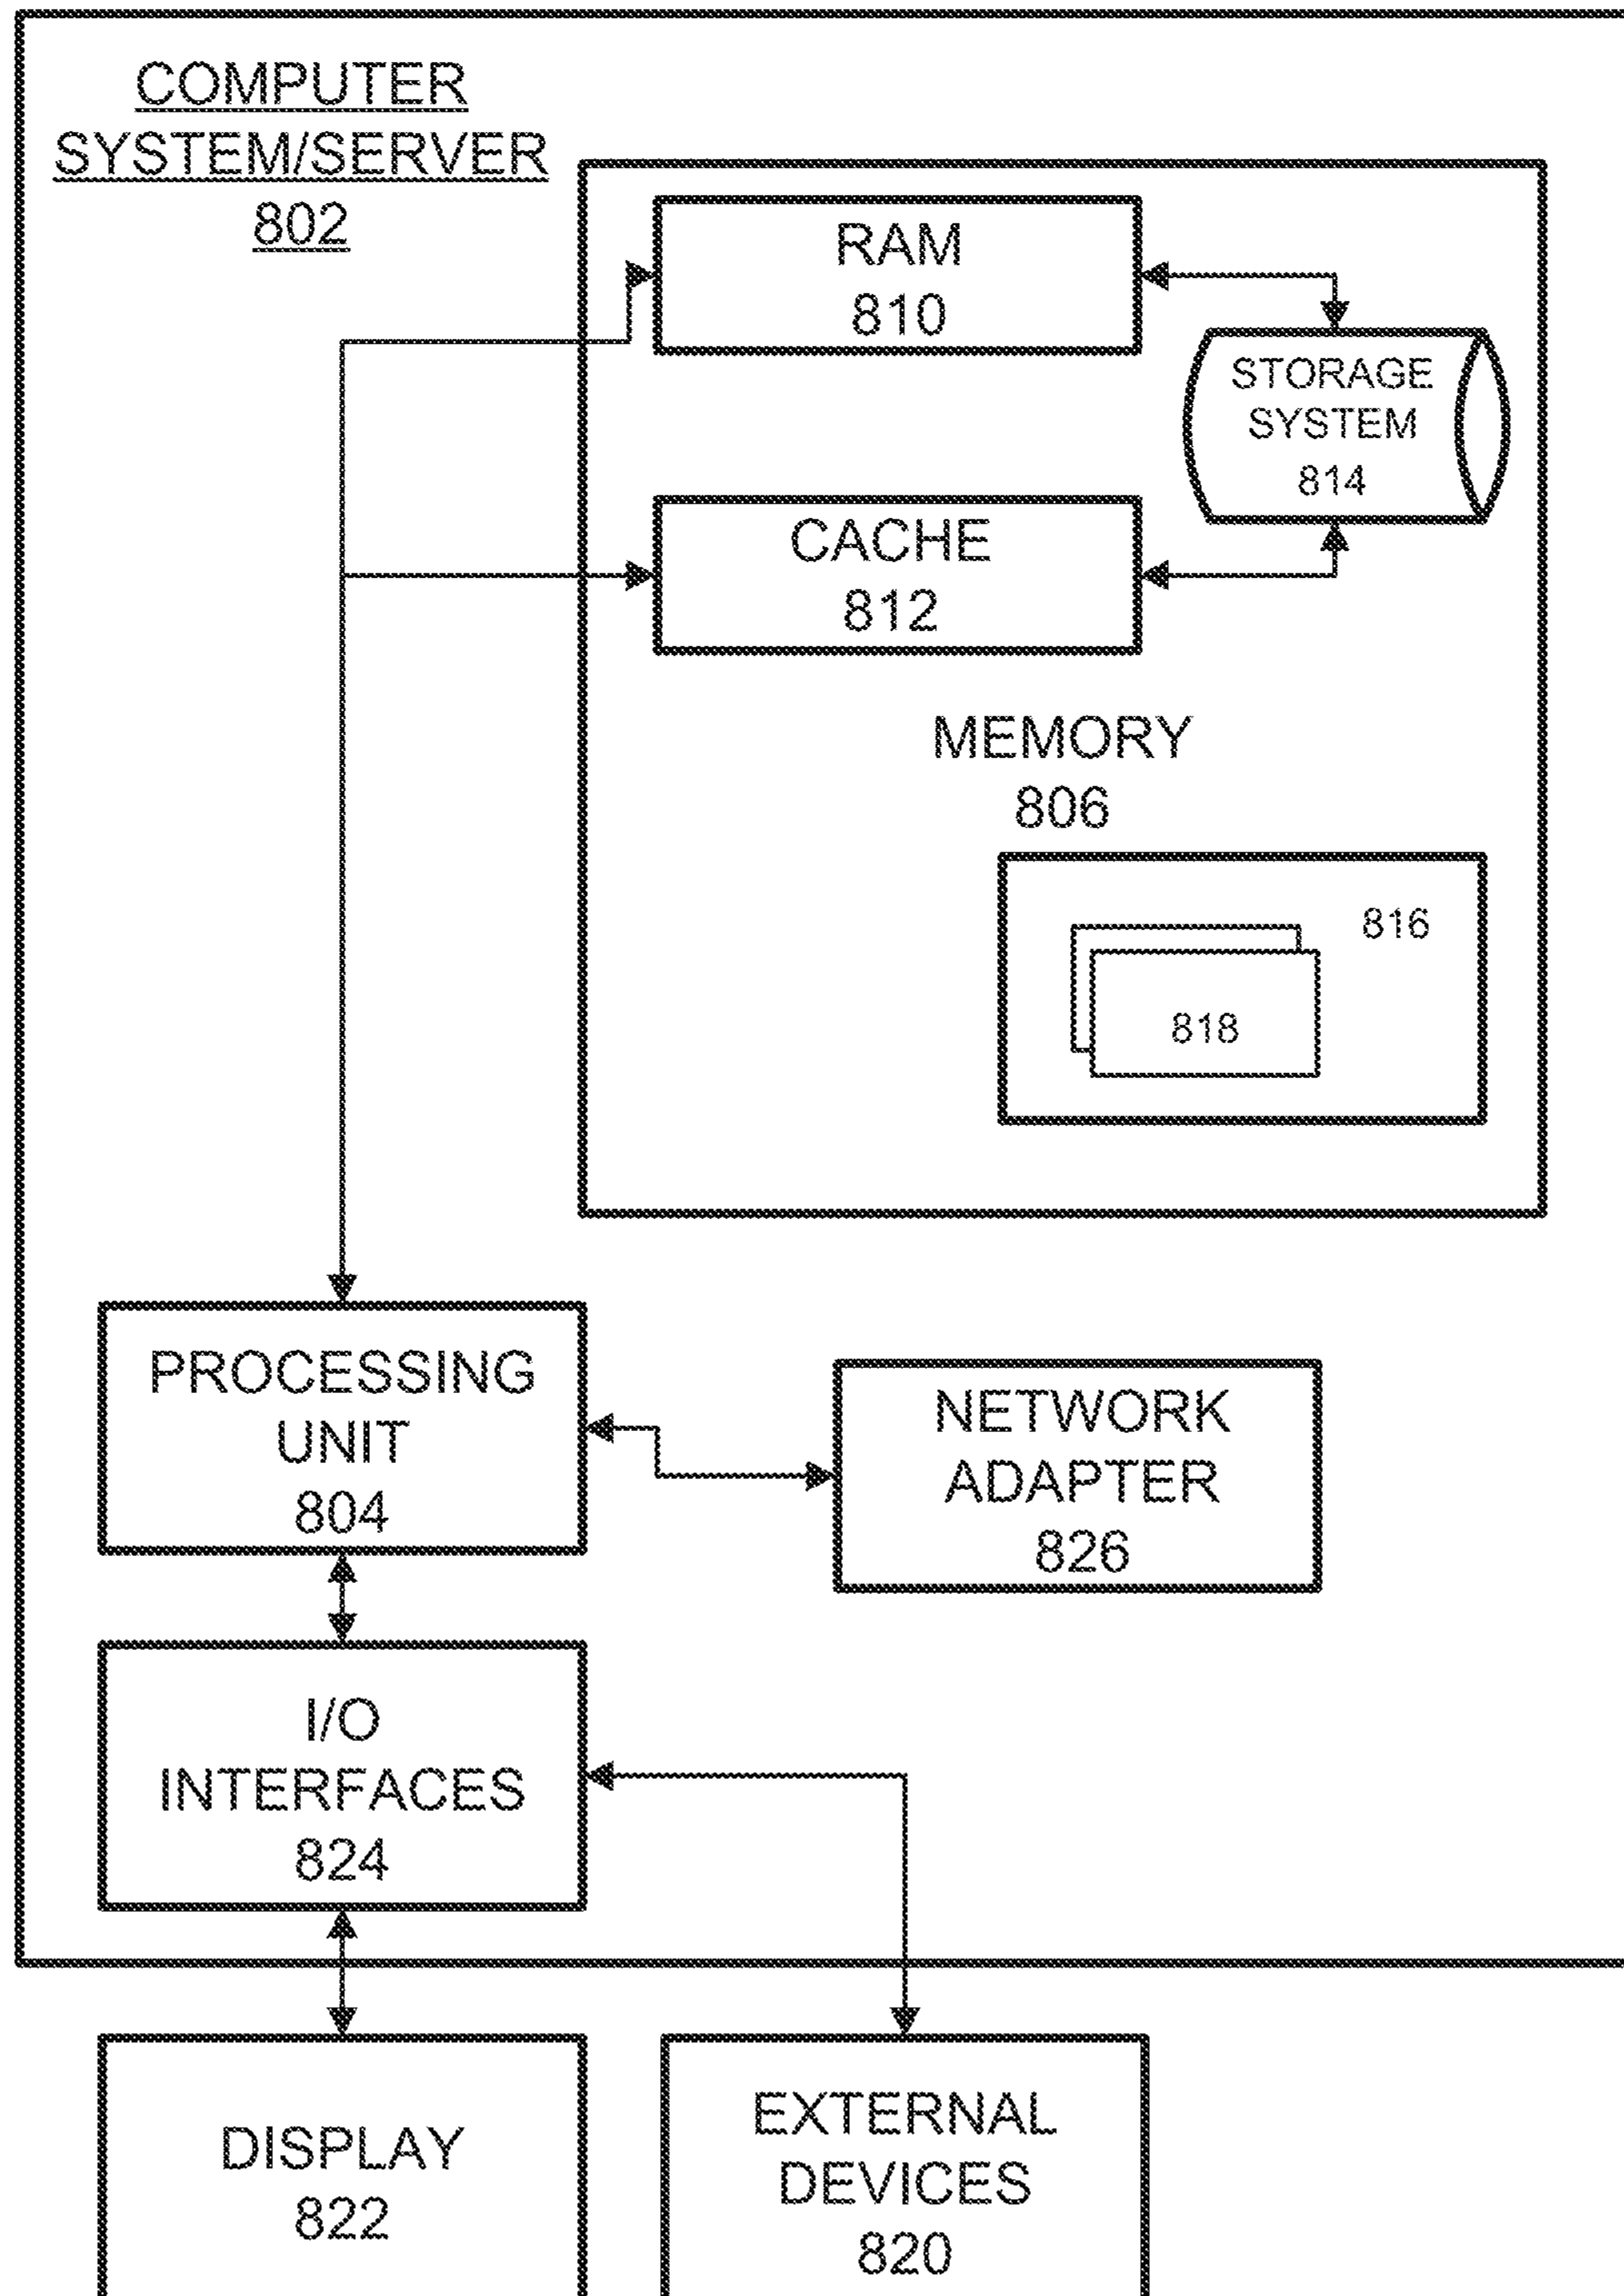 COMPUTER
SYSTEM/SERVER
802
RAM
810
STORAGE
SYSTEM
814
CACHE
812
MEMORY
806
816
818
PROCESSING
UNIT
804
NETWORK
ADAPTER
826
I/O
INTERFACES
824
DISPLAY
822
EXTERNAL
DEVICES
820